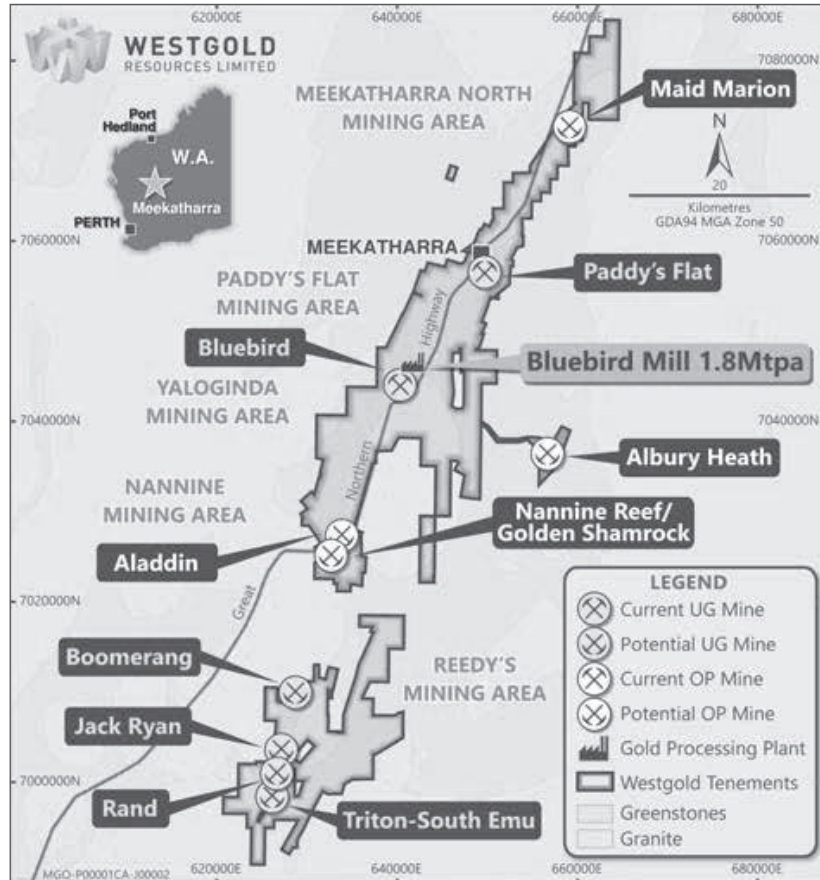 620000E
640000E
660000E
680000E
WESTGOLD
RESOURCES LIMITED
7080000N
MEEKATHARRA NORTH
MINING AREA
Maid Marion
Port
Hedland
W.A.
Meekatharra
PERTH
N
20
Kilometres
GDA94 MGA Zone 50
7060000N
MEEKATHARRA
7060000N
PADDY'S FLAT
MINING AREA
Paddy's Flat
Highway
Bluebird
Bluebird Mill 1.8Mtpa
YALOGINDA
MINING AREA
7040000N
7040000N
Albury Heath
Northern
NANNINE
MINING AREA
Nannine Reef/
Golden Shamrock
Aladdin
Great
7020000N
LEGEND
Current UG Mine
Potential UG Mine
Current OP Mine
Potential OP Mine
Gold Processing Plant
Westgold Tenements
Greenstones
Granite
Boomerang
REEDY'S
MINING AREA
Jack Ryan
7000000N
Rand
Triton-South Emu
MGO-P00001CA-J00002
620000E
640000E
660000E
680000E